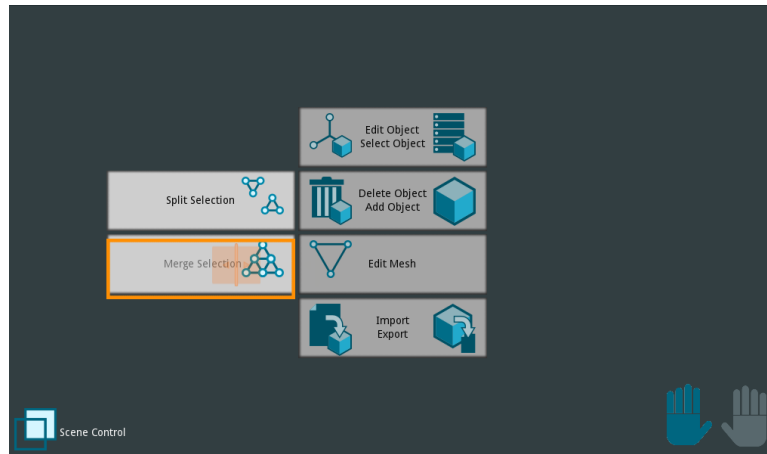 Edit Object
Select Object
Split Selection
Delete Object
Add Object
Merge Selection
Edit Mesh
Import
Export
Scene Control